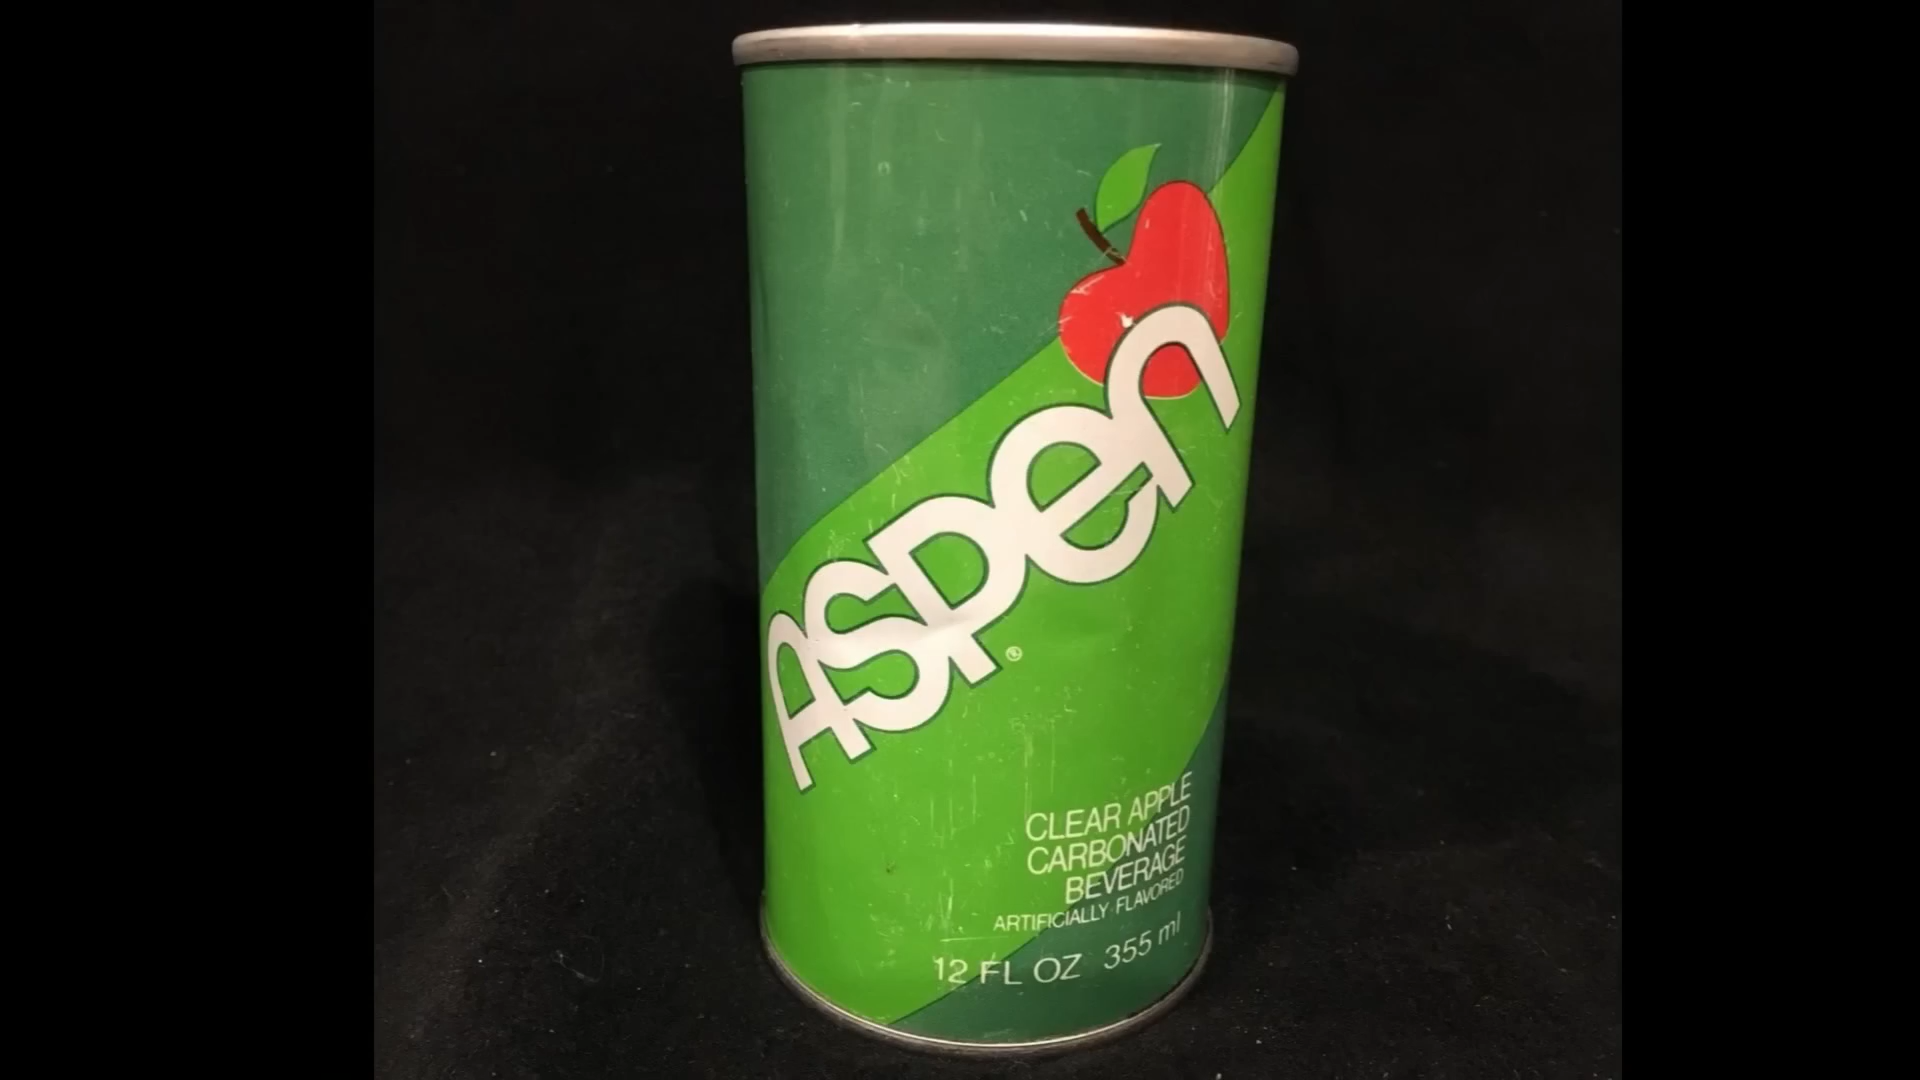 Aspen®
CLEAR APPLE
CARBONATED
BEVERAGE
ARTIFICIALLY FLAVORED
12 FL OZ 355 ml